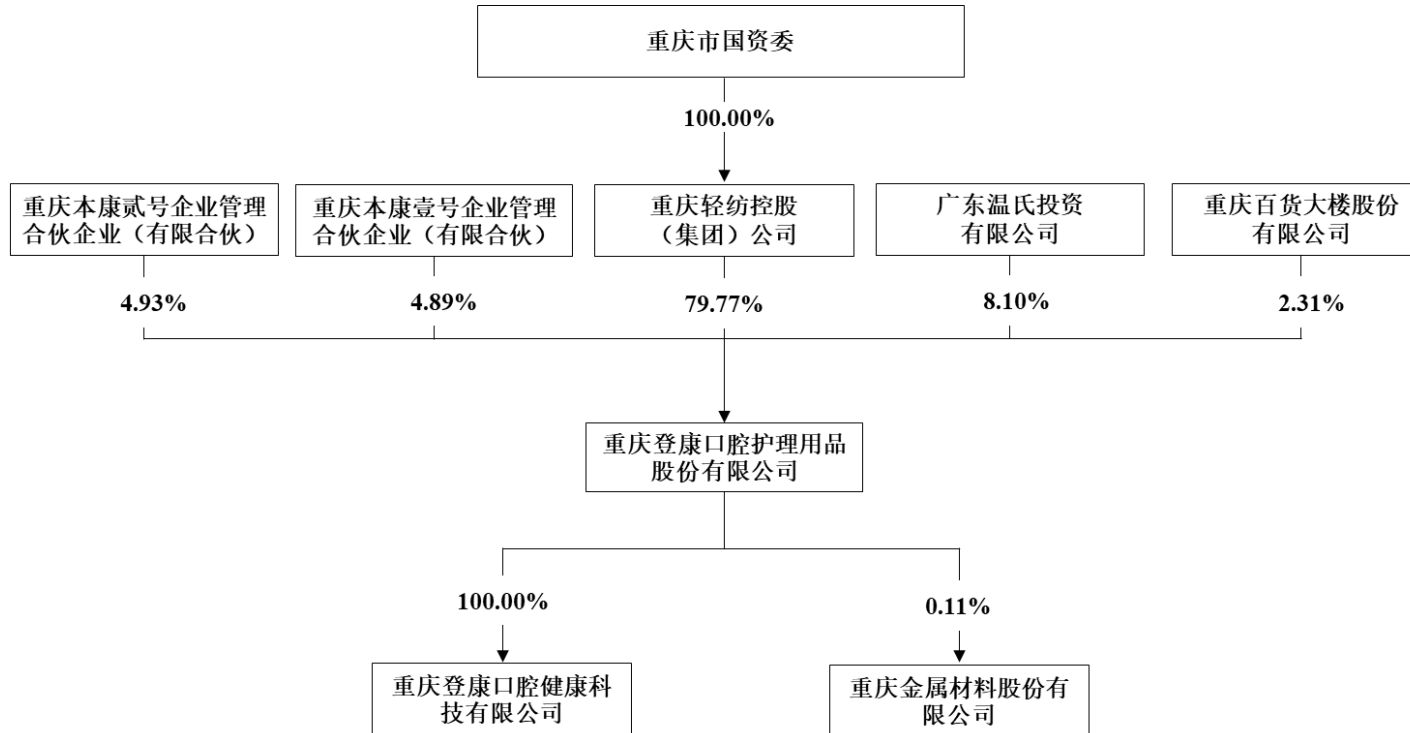 重庆市国资委
100.00%
重庆本康贰号企业管理
合伙企业（有限合伙）
重庆本康壹号企业管理
合伙企业（有限合伙）
重庆轻纺控股
（集团）公司
广东温氏投资
有限公司
重庆百货大楼股份
有限公司
4.93%
4.89%
79.77%
8.10%
2.31%
重庆登康口腔护理用品
股份有限公司
100.00%
0.11%
重庆登康口腔健康科
技有限公司
重庆金属材料股份有
限公司